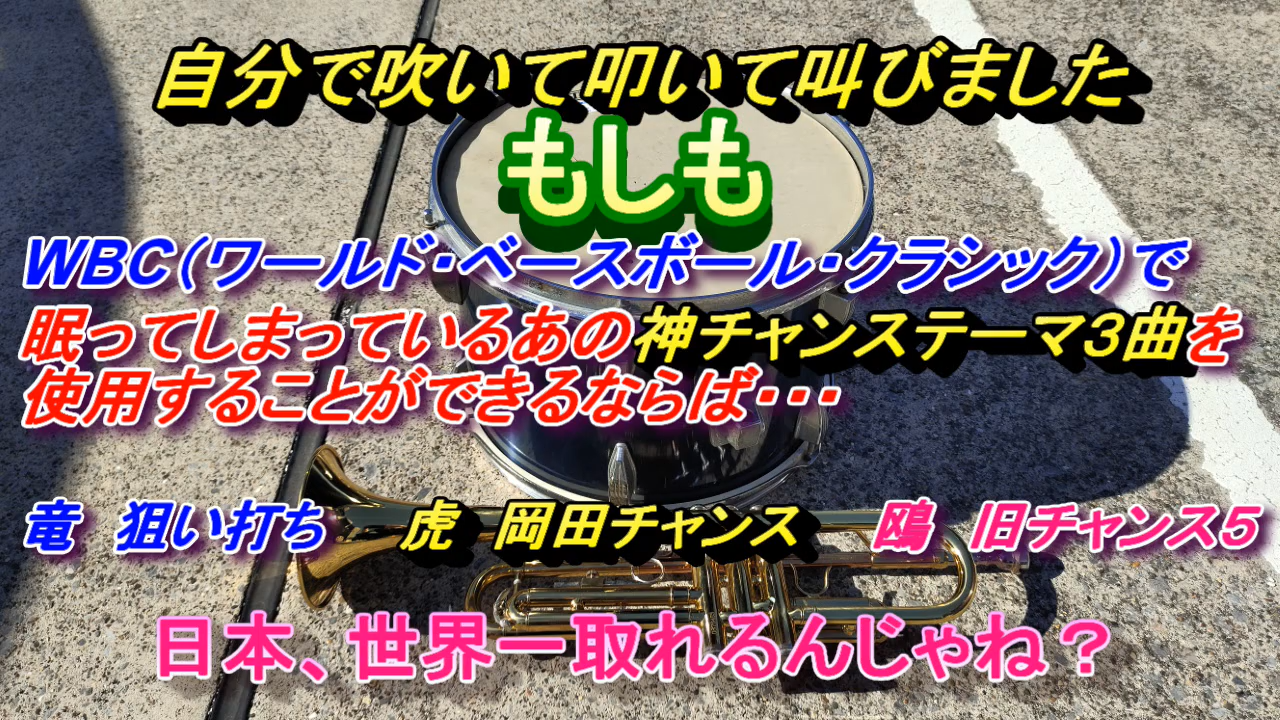 自分で吹いて叩いて叫びました
もしも
WBC(ワールド・ベースボール・クラシック)で
眠ってしまっているあの神チャンステーマ3曲を
使用することができるならば・・・
竜 狙い打ち 虎 岡田チャンス 鴎 旧チャンス5
日本、世界一取れるんじゃね?